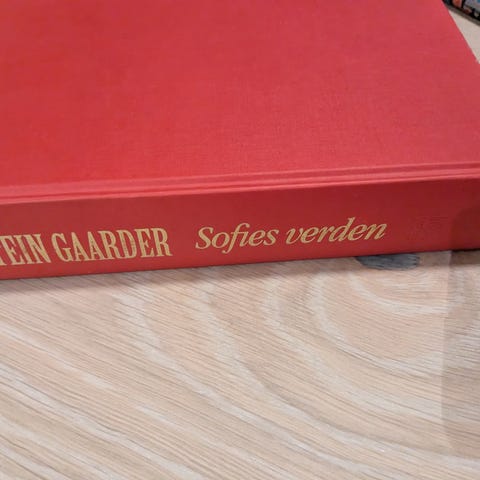 TEIN GAARDER Sofies verden